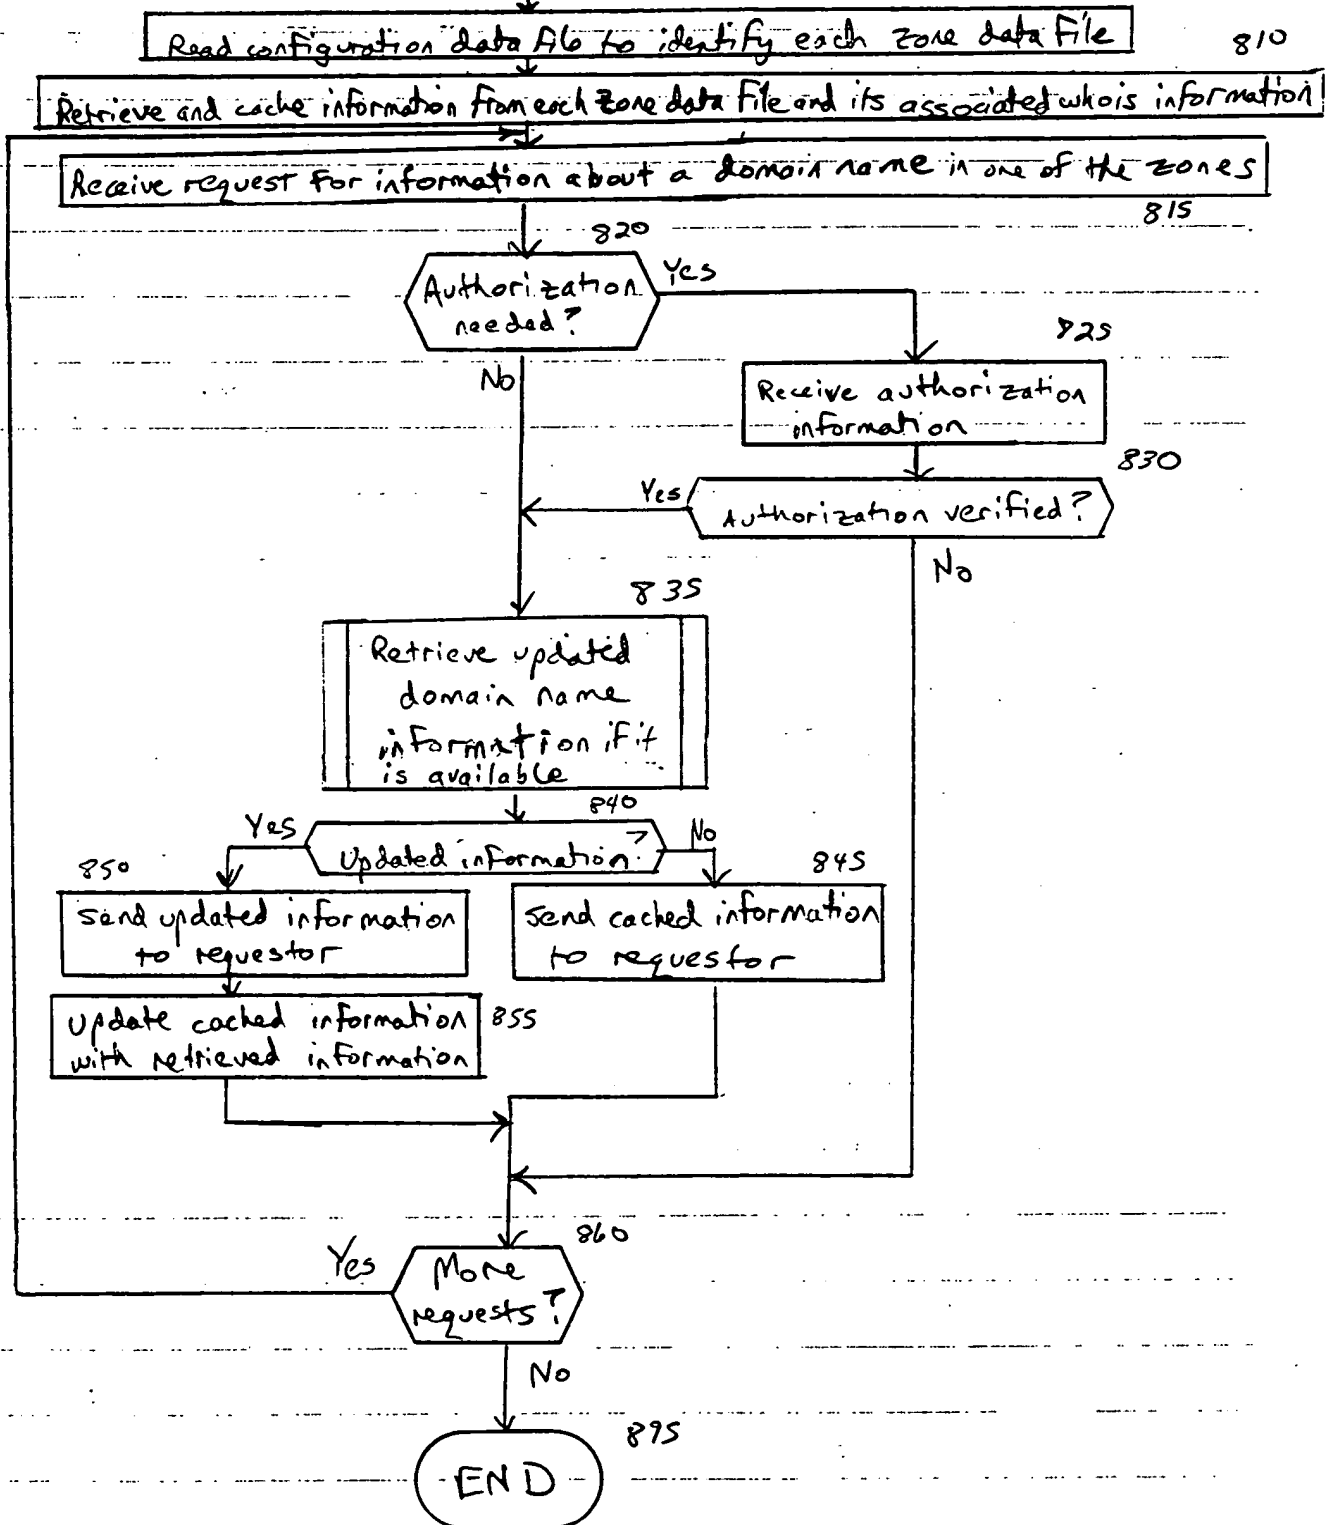 Read configuration data file to identify each zone data file
810
Retrieve and cache information from each zone data file and its associated whois information
Receive request for information about a domain name in one of the zones
815
820
Authorization
needed?
Yes
825
No
Receive authorization
information
830
Yes
Authorization verified?
No
835
Retrieve updated
domain name
information if it
is available
840
Yes
Updated information?
No
850
845
send updated information
to requestor
send cached information
to requestor
update cached information
with retrieved information
855
860
Yes
More
requests?
No
895
END